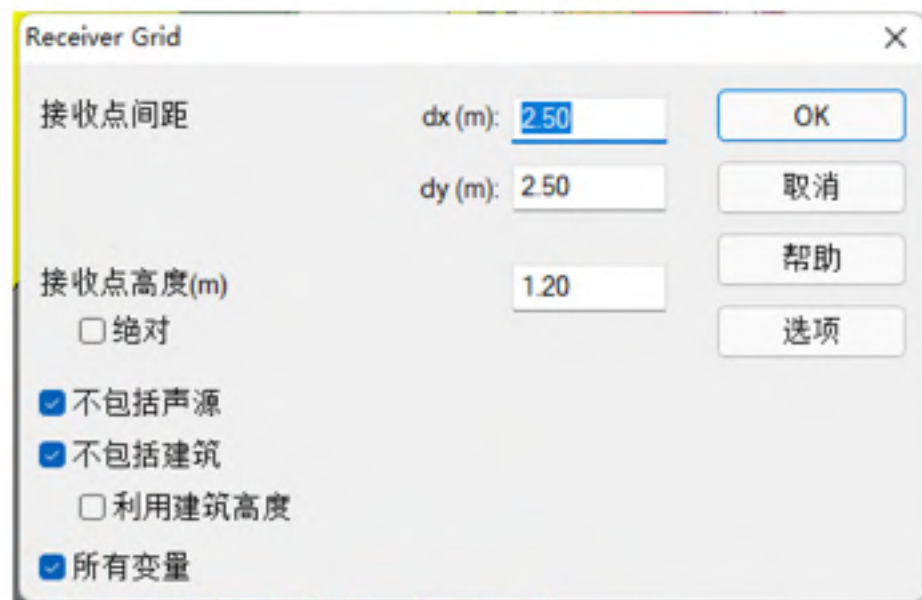 Receiver Grid
接收点间距 dx (m): 2.50 OK
dy (m): 2.50 取消
帮助
接收点高度(m) 1.20
绝对 选项
不包括声源
不包括建筑
利用建筑高度
所有变量